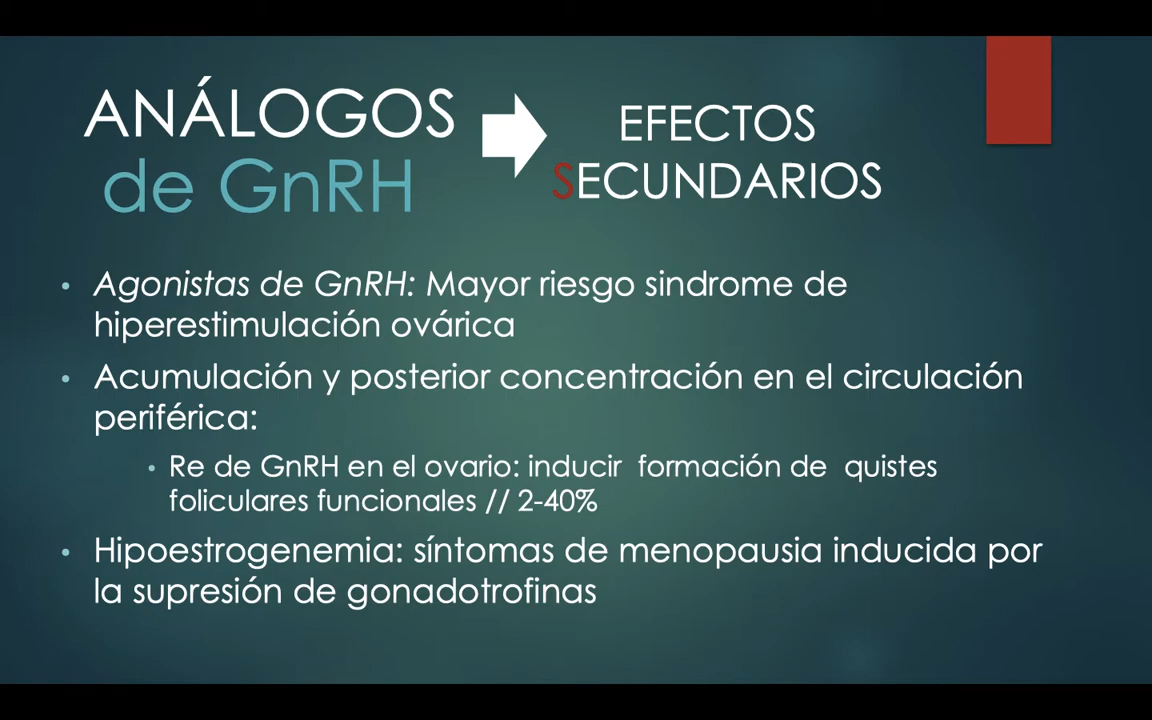 ANÁLOGOS
de GnRH
EFECTOS
SECUNDARIOS
• Agonistas de GnRH: Mayor riesgo sindrome de
hiperestimulación ovárica
• Acumulación y posterior concentración en el circulación
periférica:
• Re de GnRH en el ovario: inducir formación de quistes
foliculares funcionales // 2-40%
• Hipoestrogenemia: síntomas de menopausia inducida por
la supresión de gonadotrofinas